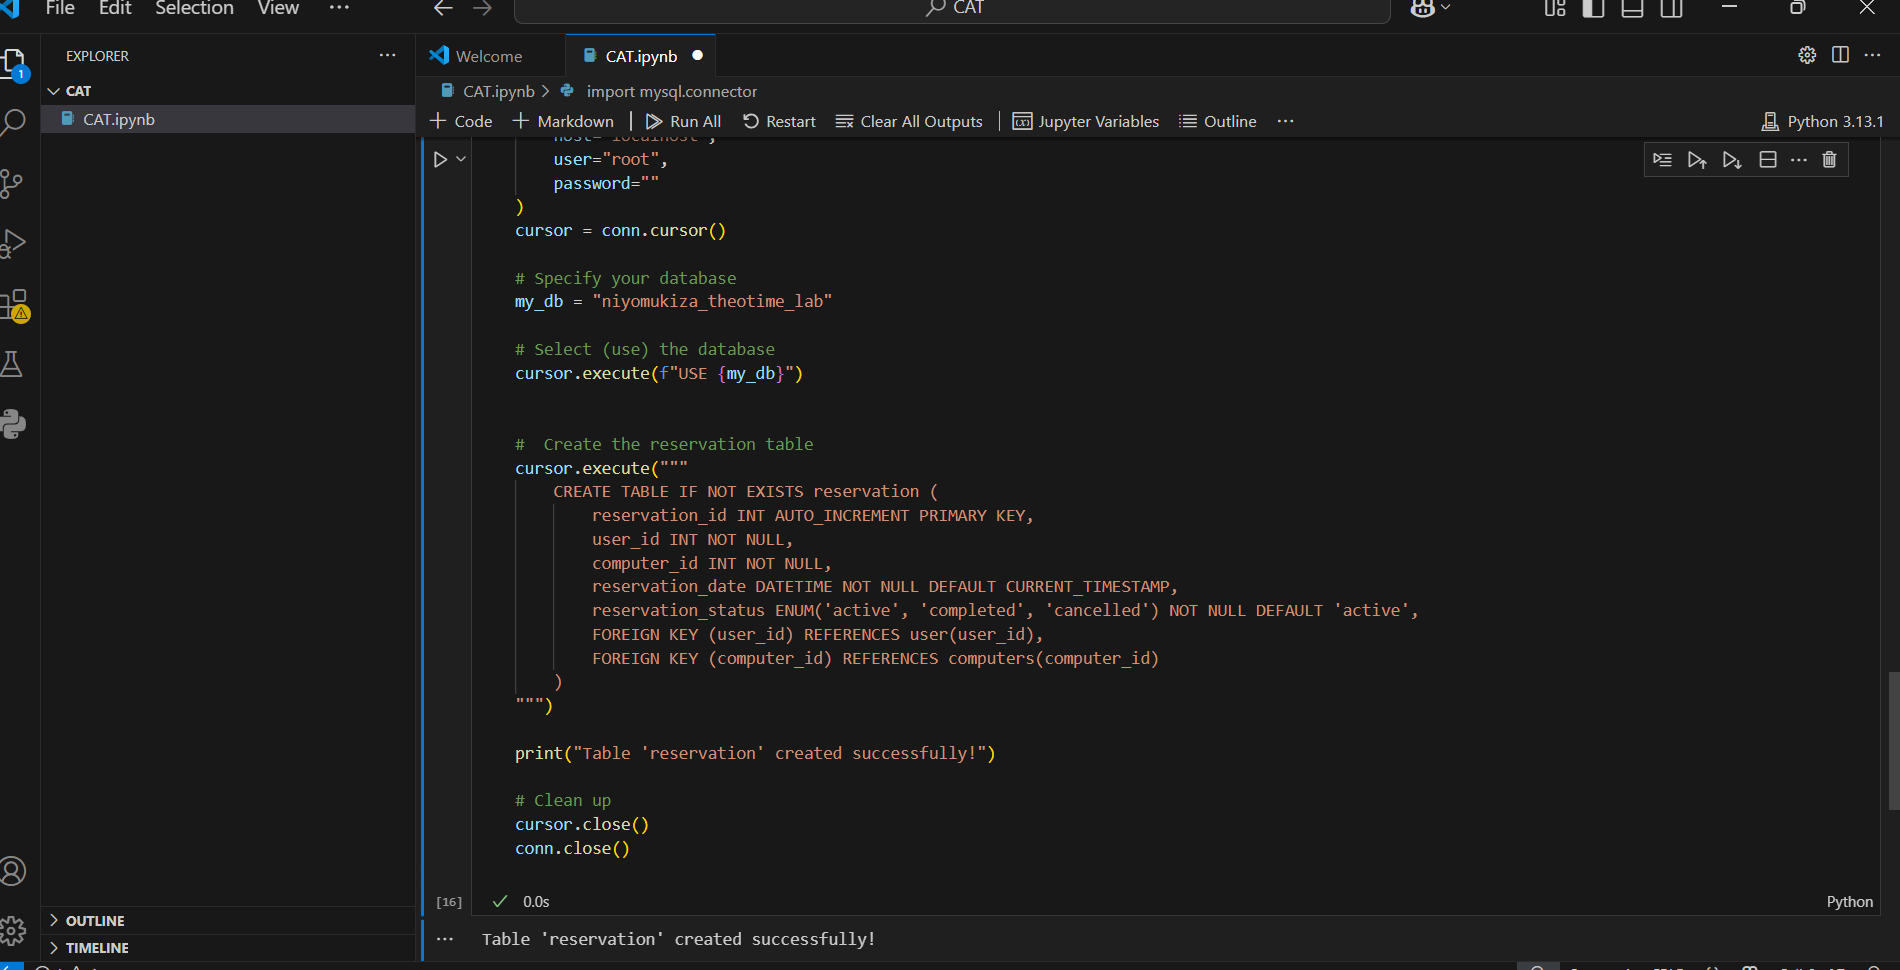 File Edit Selection View ···
CAT
EXPLORER ···
CAT
CAT.ipynb
1
OUTLINE
TIMELINE
Welcome
CAT.ipynb
CAT.ipynb > import mysql.connector
+ Code + Markdown | Run All Restart Clear All Outputs | Jupyter Variables Outline ···
Python 3.13.1
host="localhost",
user="root",
password=""
)
cursor = conn.cursor()
# Specify your database
my_db = "niyomukiza_theotime_lab"
# Select (use) the database
cursor.execute(f"USE {my_db}")
#  Create the reservation table
cursor.execute("""
CREATE TABLE IF NOT EXISTS reservation (
reservation_id INT AUTO_INCREMENT PRIMARY KEY,
user_id INT NOT NULL,
computer_id INT NOT NULL,
reservation_date DATETIME NOT NULL DEFAULT CURRENT_TIMESTAMP,
reservation_status ENUM('active', 'completed', 'cancelled') NOT NULL DEFAULT 'active',
FOREIGN KEY (user_id) REFERENCES user(user_id),
FOREIGN KEY (computer_id) REFERENCES computers(computer_id)
)
""")
print("Table 'reservation' created successfully!")
# Clean up
cursor.close()
conn.close()
[16] ✓ 0.0s
Python
··· Table 'reservation' created successfully!